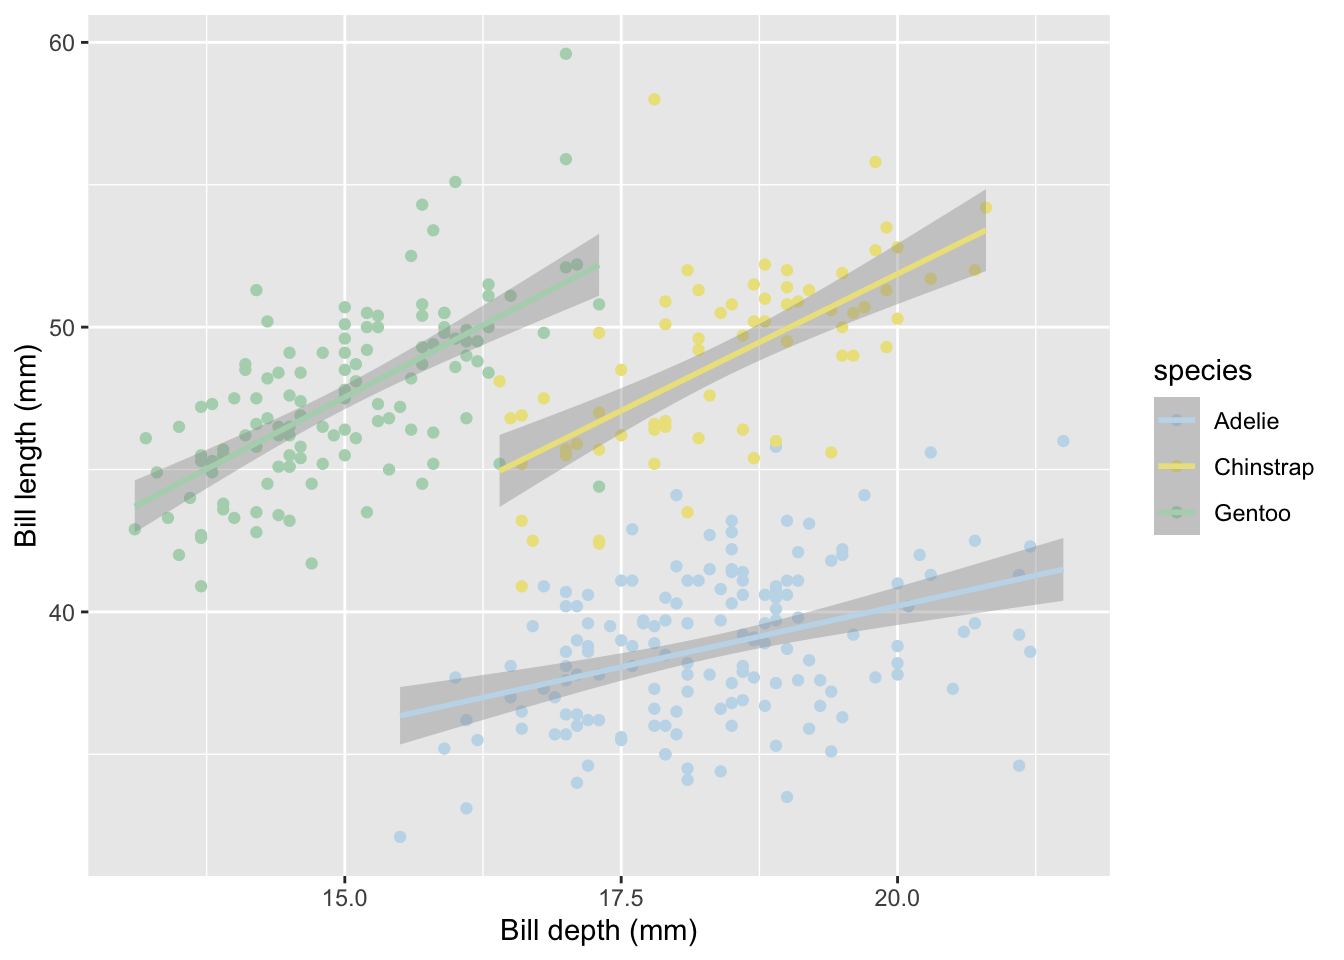 60
50
40
15.0
17.5
20.0
Bill depth (mm)
Bill length (mm)
species
Adelie
Chinstrap
Gentoo